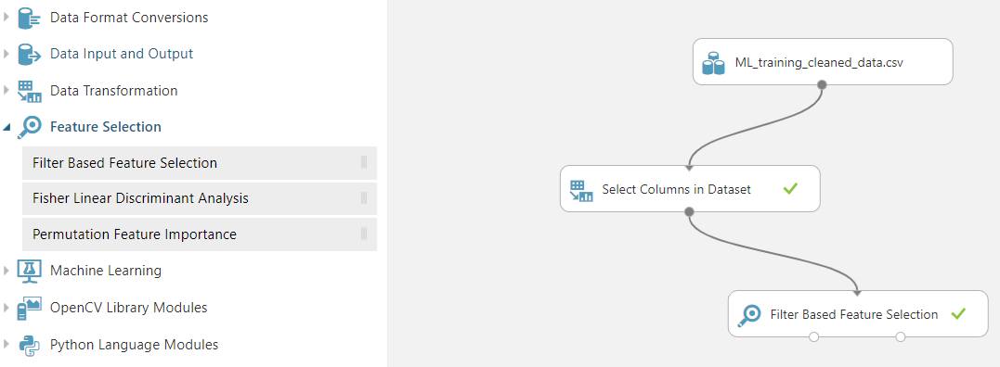 Data Format Conversions
Data Input and Output
Data Transformation
Feature Selection
Filter Based Feature Selection
Fisher Linear Discriminant Analysis
Permutation Feature Importance
Machine Learning
OpenCV Library Modules
Python Language Modules
ML_training_cleaned_data.csv
Select Columns in Dataset
Filter Based Feature Selection